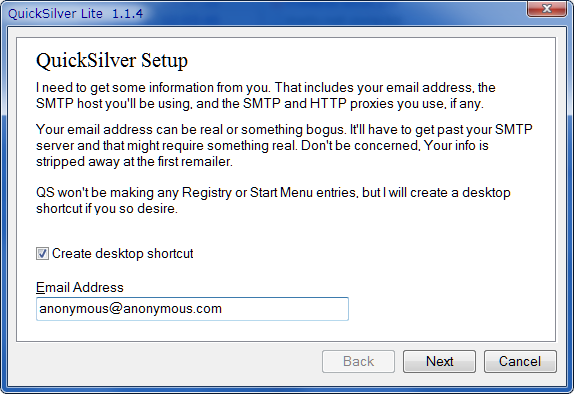 QuickSilver Lite 1.1.4
QuickSilver Setup
I need to get some information from you. That includes your email address, the
SMTP host you'll be using, and the SMTP and HTTP proxies you use, if any.
Your email address can be real or something bogus. It'll have to get past your SMTP
server and that might require something real. Don't be concerned, Your info is
stripped away at the first remailer.
QS won't be making any Registry or Start Menu entries, but I will create a desktop
shortcut if you so desire.
Create desktop shortcut
Email Address
anonymous@anonymous.com
Back Next Cancel